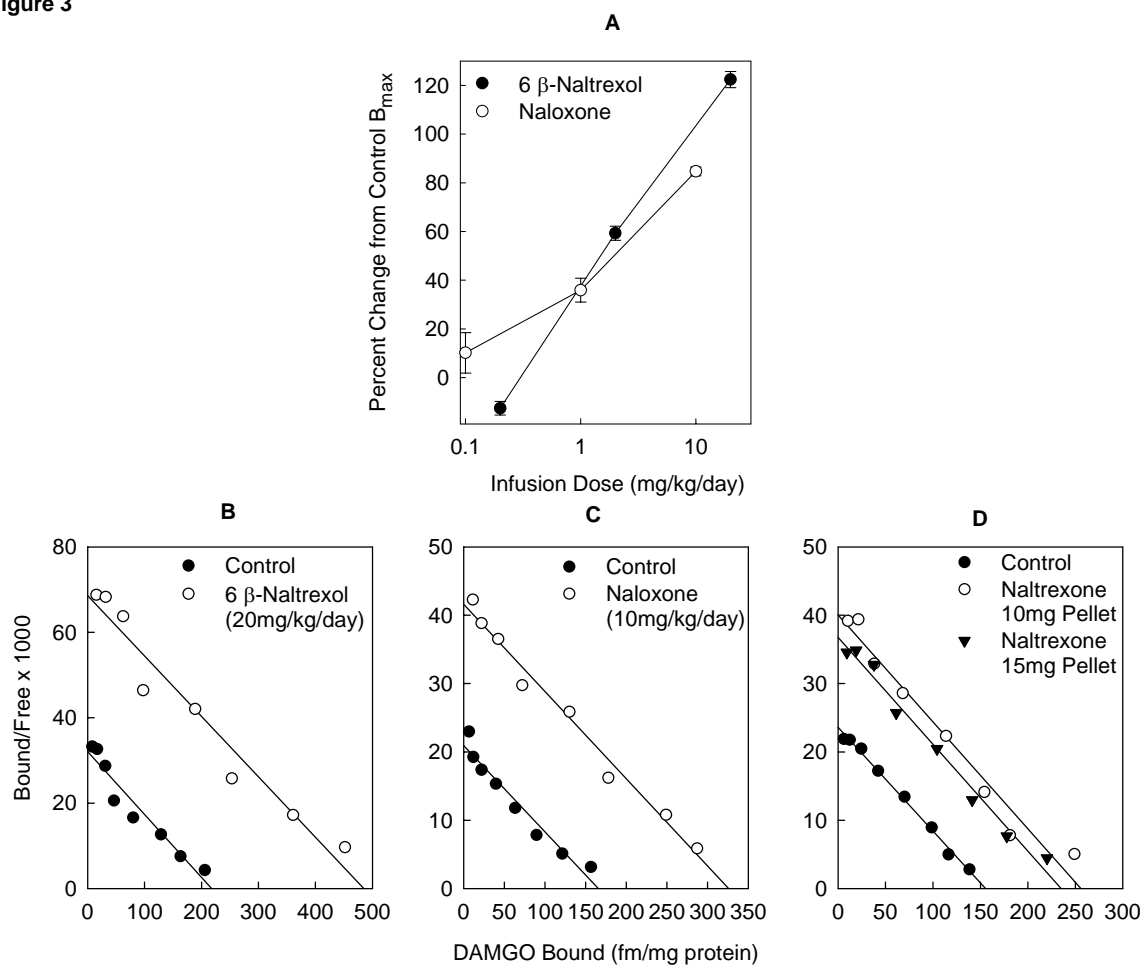 igure 3
A
6 β-Naltrexol
Naloxone
Percent Change from Control Bmax
120
100
80
60
40
20
0
0.1 1 10
Infusion Dose (mg/kg/day)
B
Control
6 β-Naltrexol
(20mg/kg/day)
Bound/Free x 1000
80
60
40
20
0
0 100 200 300 400 500
C
Control
Naloxone
(10mg/kg/day)
50
40
30
20
10
0
0 50 100 150 200 250 300 350
D
Control
Naltrexone
10mg Pellet
Naltrexone
15mg Pellet
50
40
30
20
10
0
0 50 100 150 200 250 300
DAMGO Bound (fm/mg protein)